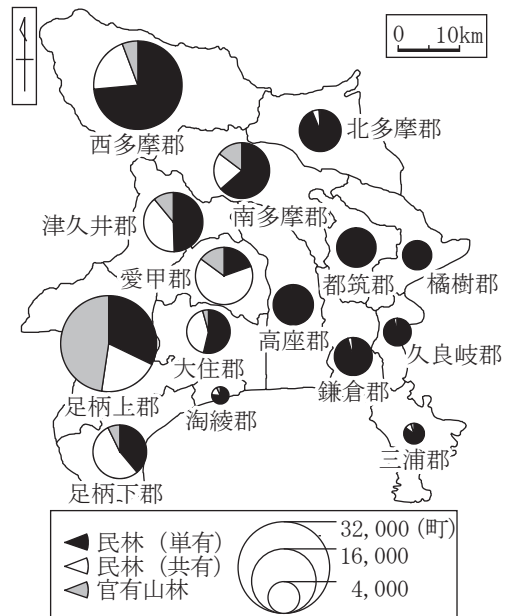 0 10km
西多摩郡
北多摩郡
南多摩郡
津久井郡
愛甲郡
都筑郡
橘樹郡
高座郡
久良岐郡
大住郡
鎌倉郡
足柄上郡
淘綾郡
三浦郡
足柄下郡
民林（単有）
民林（共有）
官有山林
32,000（町）
16,000
4,000